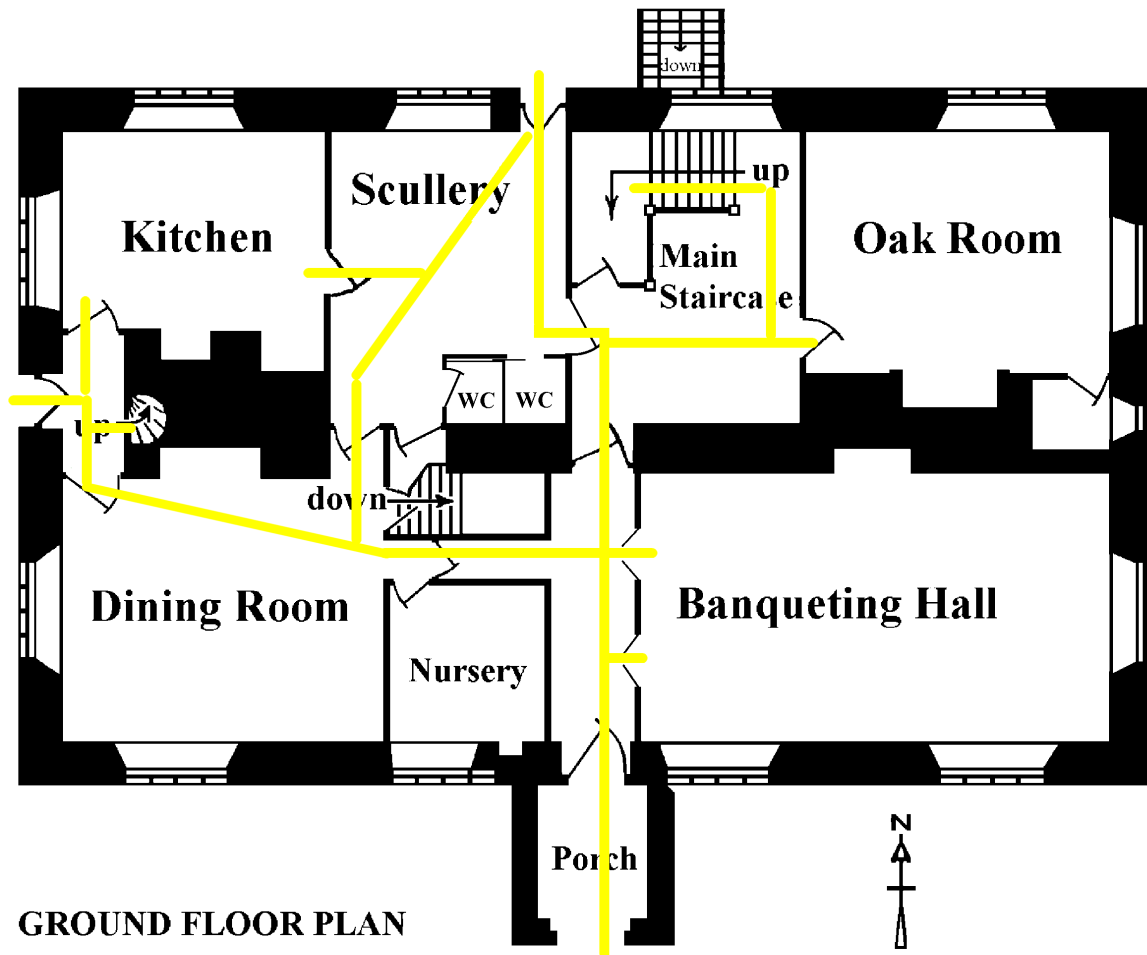 down
up
Scullery
Kitchen
Oak Room
Main
Staircase
WC
WC
up
down
Dining Room
Banqueting Hall
Nursery
N
Porch
GROUND FLOOR PLAN